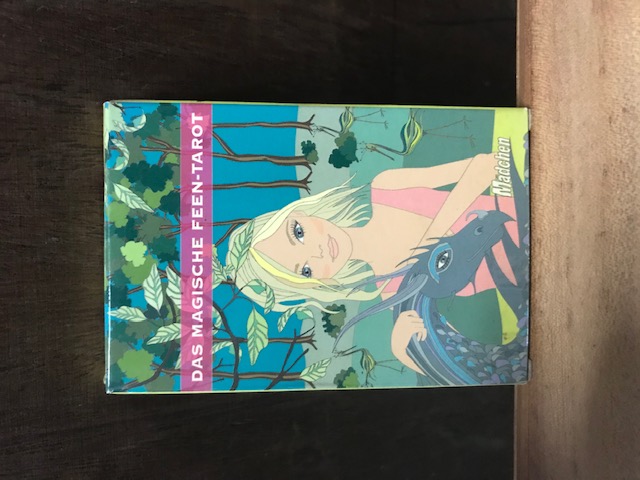 DAS MAGISCHE FEEN-TAROT
Mädchen